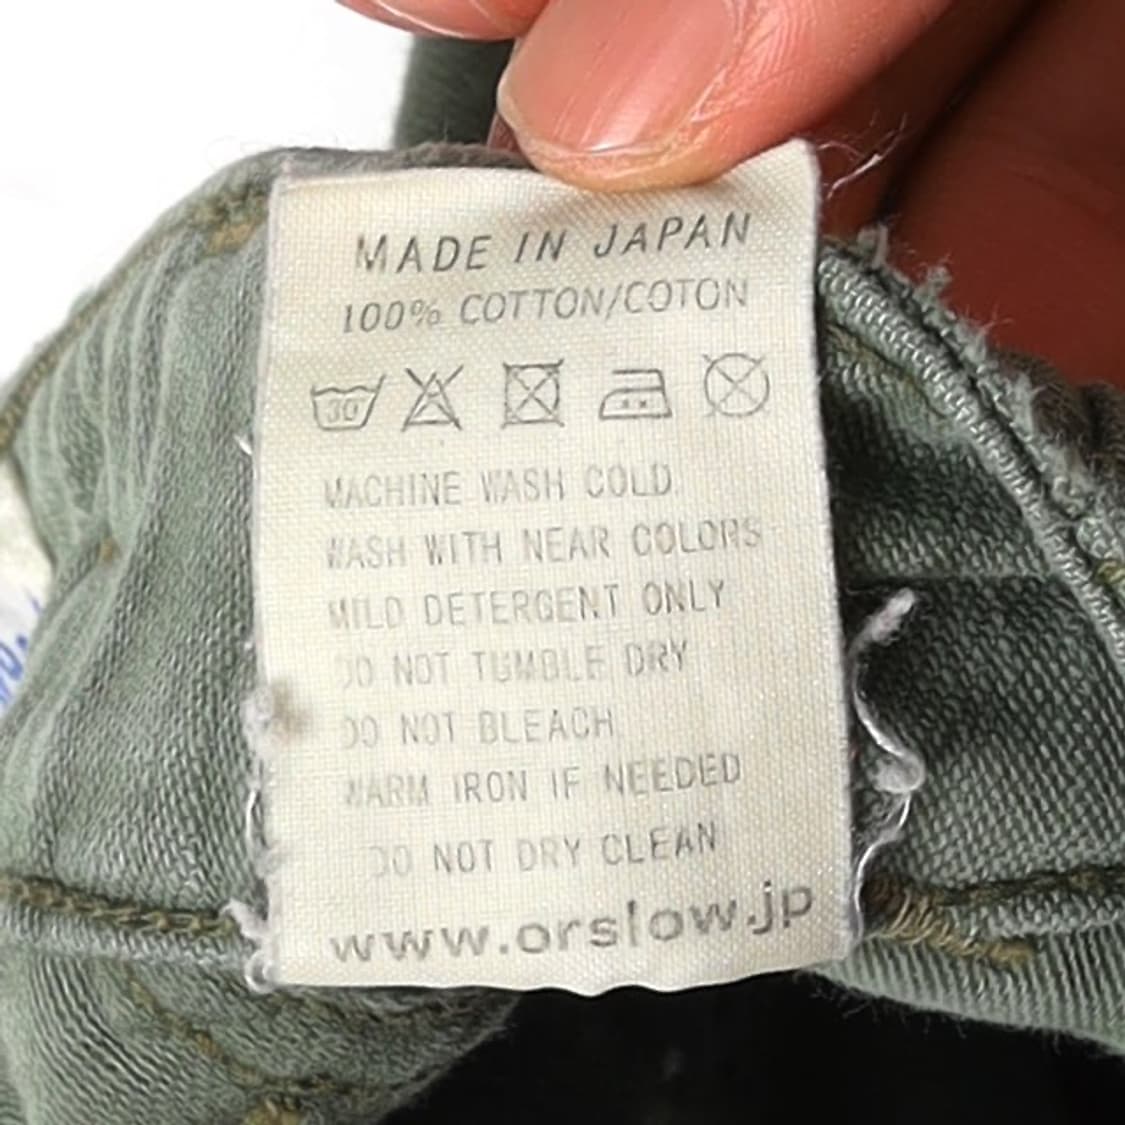 MADE IN JAPAN
100% COTTON/COTON
30
MACHINE WASH COLD.
WASH WITH NEAR COLORS
MILD DETERGENT ONLY
DO NOT TUMBLE DRY
DO NOT BLEACH
WARM IRON IF NEEDED
DO NOT DRY CLEAN
www.orslow.jp